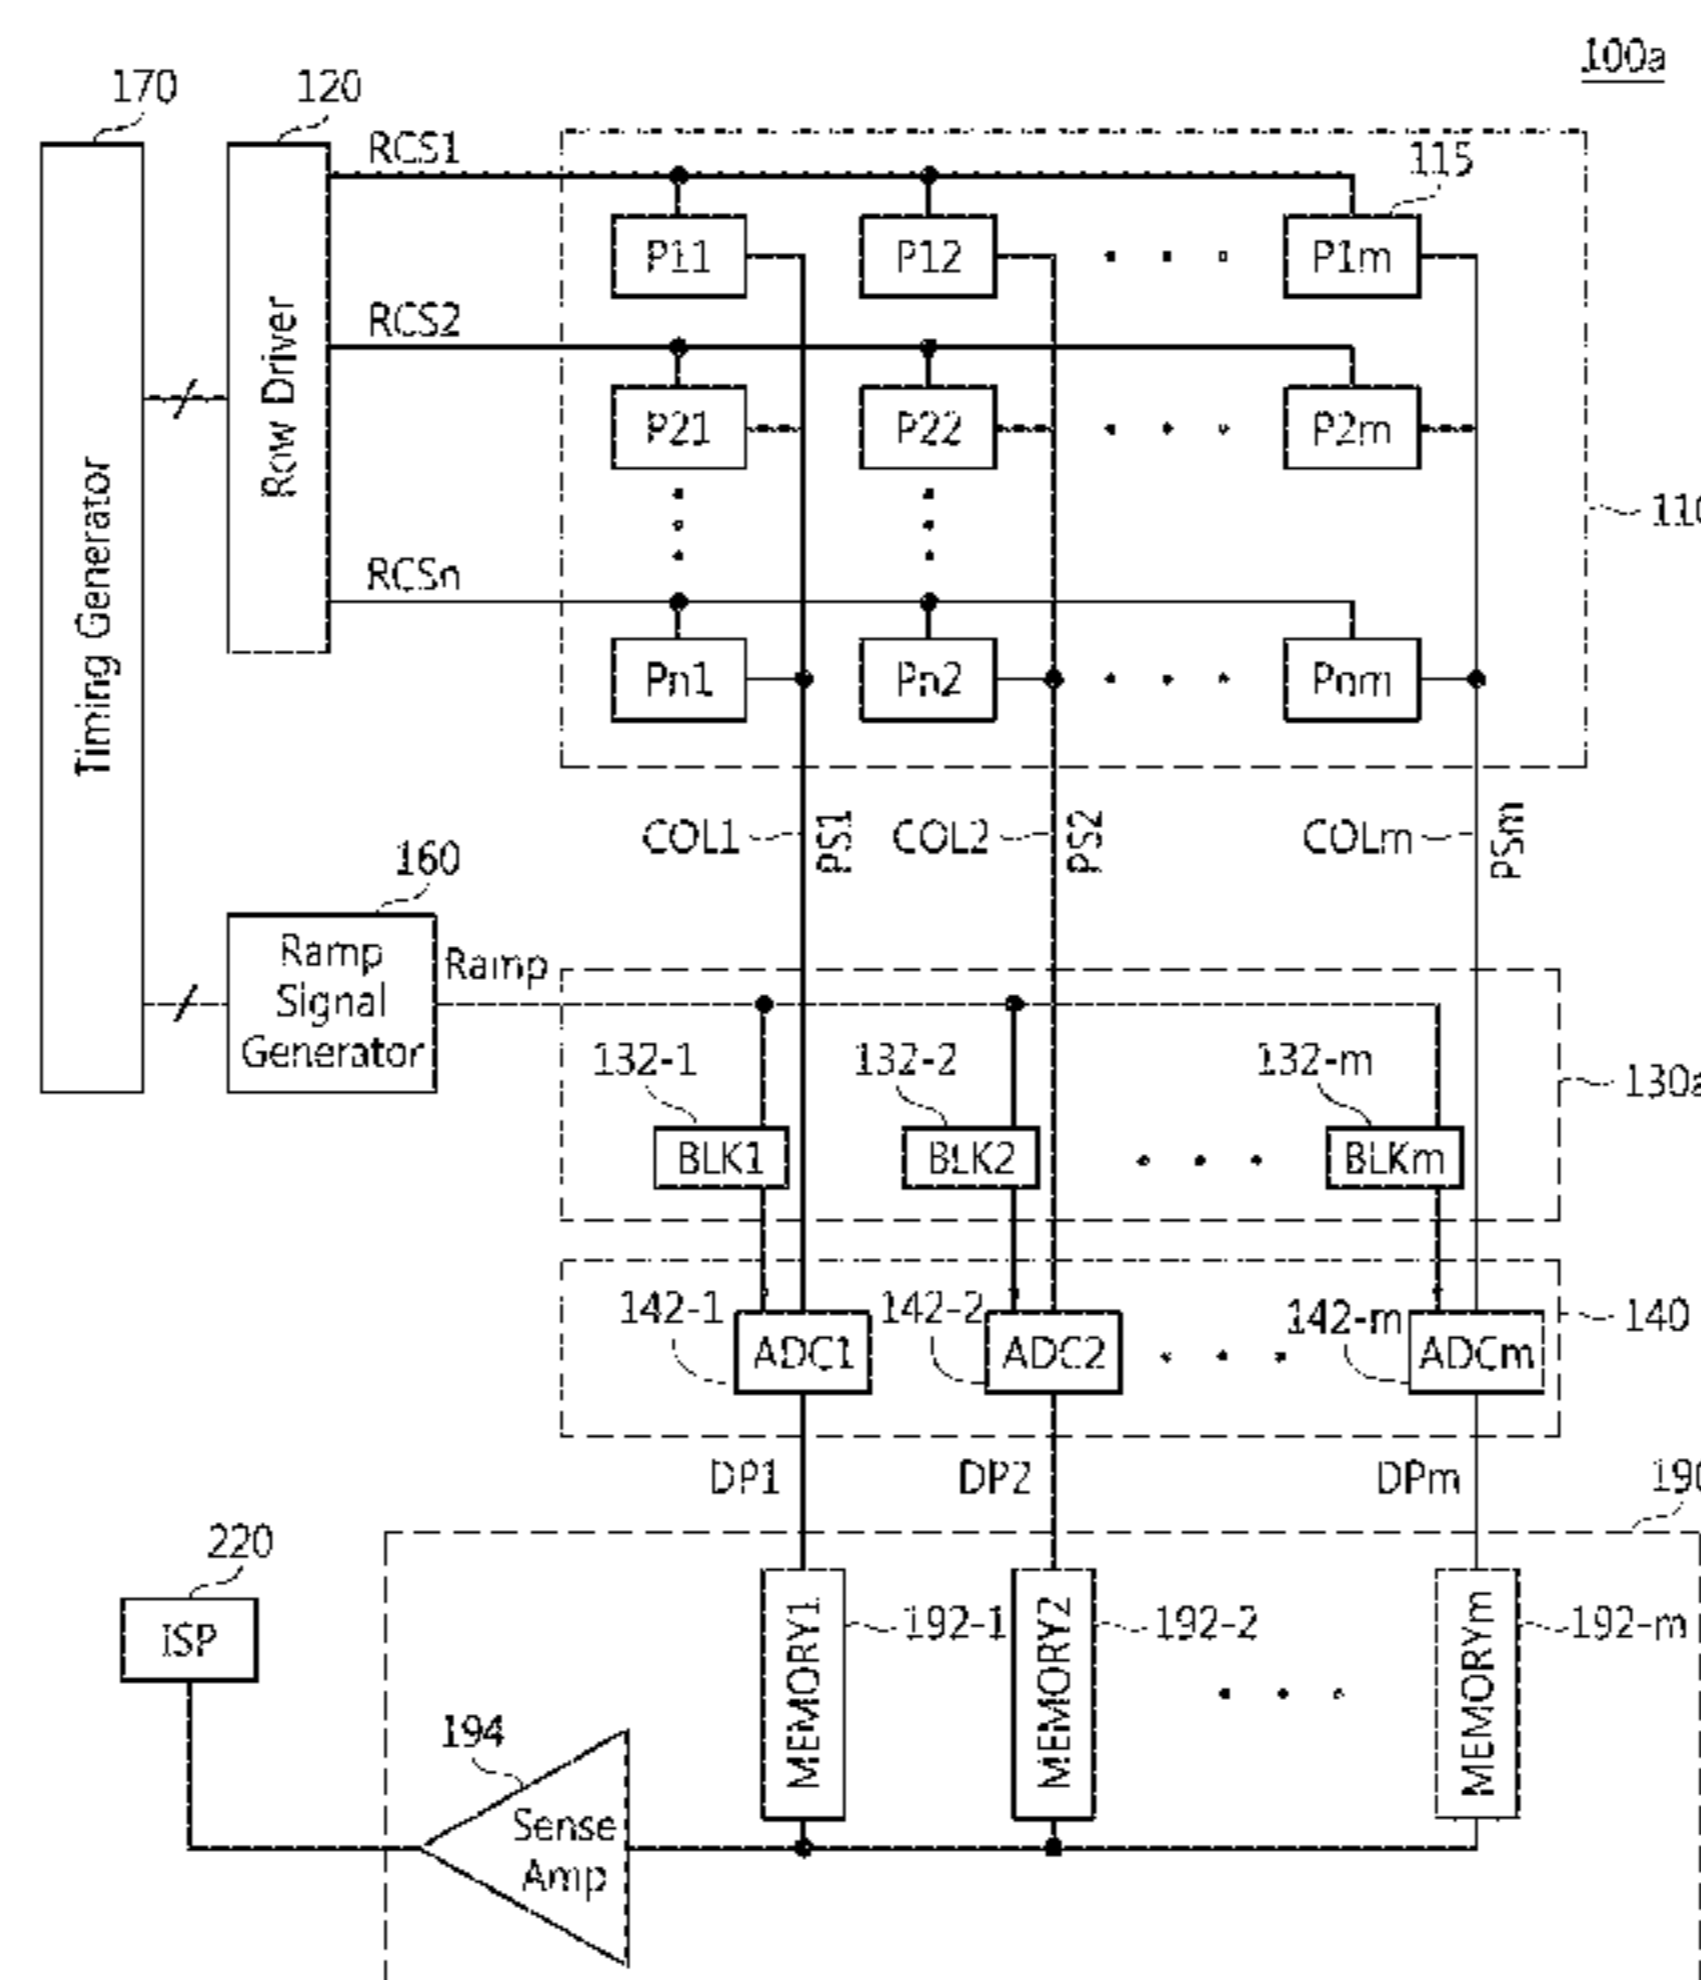 100a
170
120
RCS1
115
P11
P12
P1m
RCS2
P21
P22
P2m
Row Driver
Timing Generator
110
RCSn
Pn1
Pn2
Pnm
COL1
PS1
COL2
PS2
COLm
PSm
160
Ramp
Signal
Generator
Ramp
132-1
132-2
132-m
130a
BLK1
BLK2
BLKm
142-1
142-2
142-m
140
ADC1
ADC2
ADCm
DP1
DP2
DPm
190
220
ISP
MEMORY1
192-1
MEMORY2
192-2
MEMORYm
192-m
194
Sense
Amp